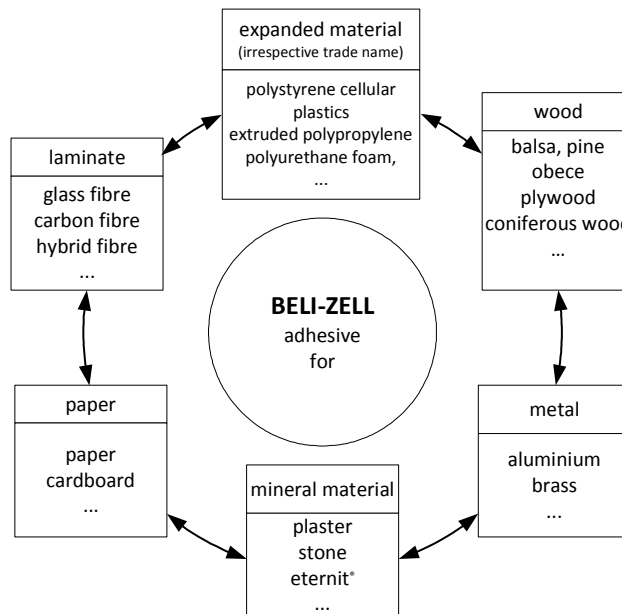 expanded material
(irrespective trade name)
polystyrene cellular
plastics
extruded polypropylene
polyurethane foam,
...
wood
balsa, pine
obece
plywood
coniferous wood
...
laminate
glass fibre
carbon fibre
hybrid fibre
...
BELI-ZELL
adhesive
for
paper
paper
cardboard
...
metal
aluminium
brass
...
mineral material
plaster
stone
eternit®
...